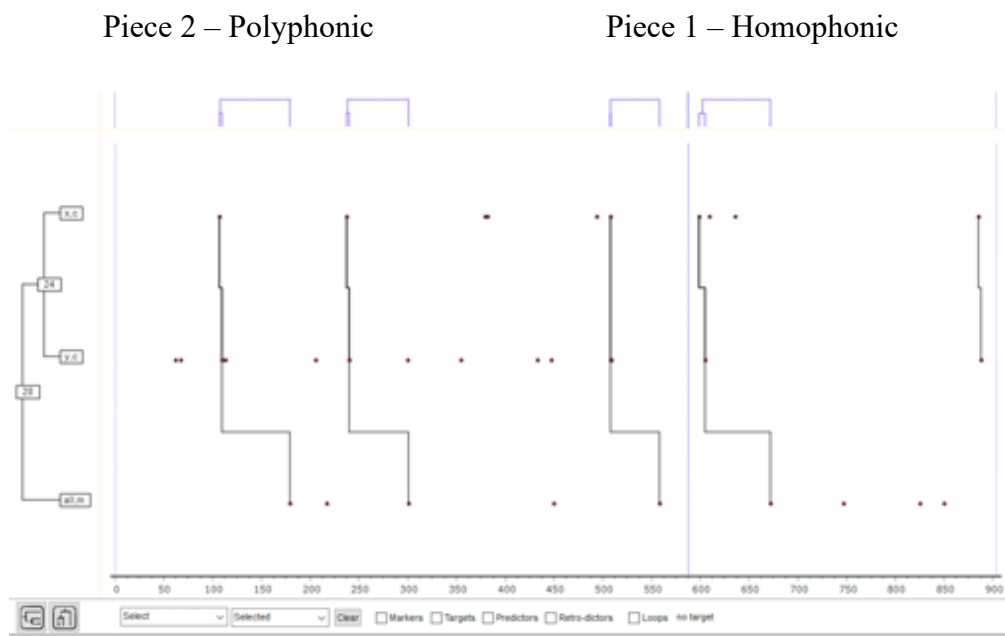 Piece 2 – Polyphonic Piece 1 – Homophonic
x,c
24
y,c
28
all,m
0 50 100 150 200 250 300 350 400 450 500 550 600 650 700 750 800 850 900
Select Selected Clear Markers Targets Predictors Retro-dictors Loops no target